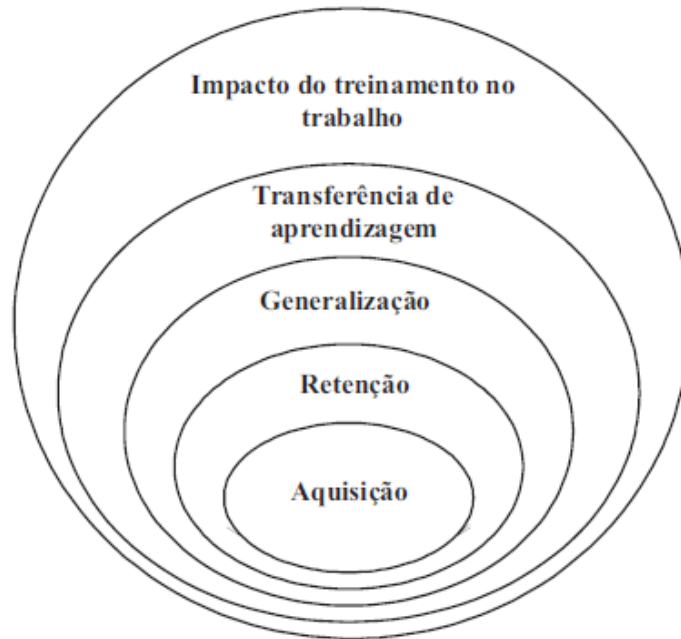 Impacto do treinamento no
trabalho
Transferência de
aprendizagem
Generalização
Retenção
Aquisição